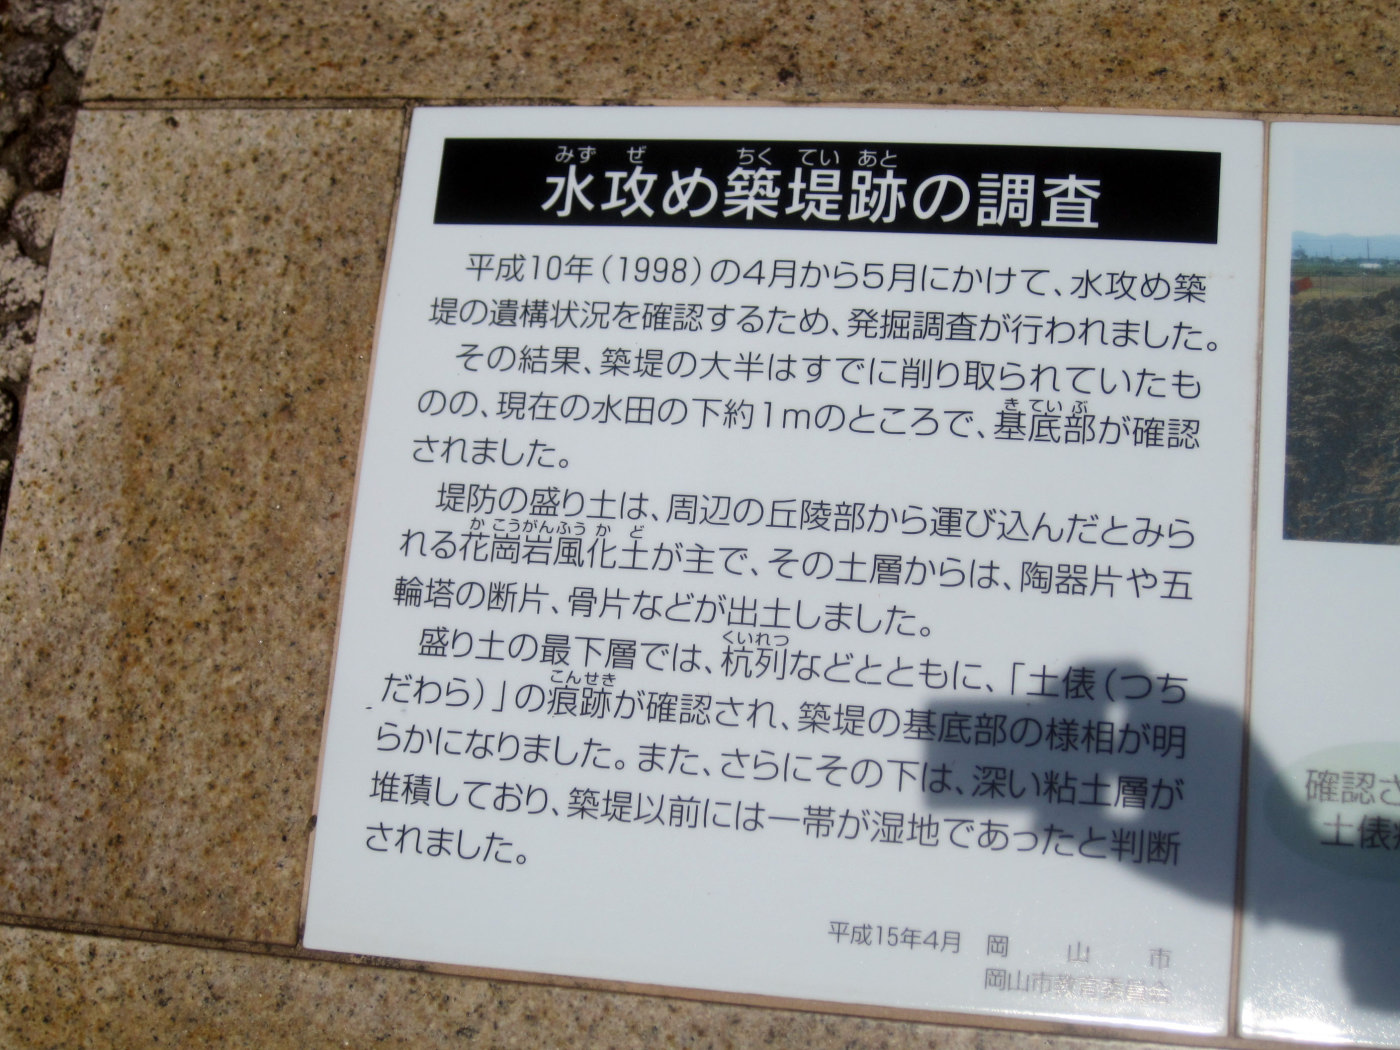 水攻め築堤跡の調査
平成10年(1998)の4月から5月にかけて、水攻め築
堤の遺構状況を確認するため、発掘調査が行われました。
その結果、築堤の大半はすでに削り取られていたも
のの、現在の水田の下約1mのところで、基底部が確認
されました。
堤防の盛り土は、周辺の丘陵部から運び込んだとみら
れる花崗岩風化土が主で、その土層からは、陶器片や五
輪塔の断片、骨片などが出土しました。
盛り土の最下層では、杭列などとともに、「土俵(つち
だわら)」の痕跡が確認され、築堤の基底部の様相が明
らかになりました。また、さらにその下は、深い粘土層が
堆積しており、築堤以前には一帯が湿地であったと判断
されました。
平成15年4月 岡山市
岡山市教育委員会
確認さ
土俵